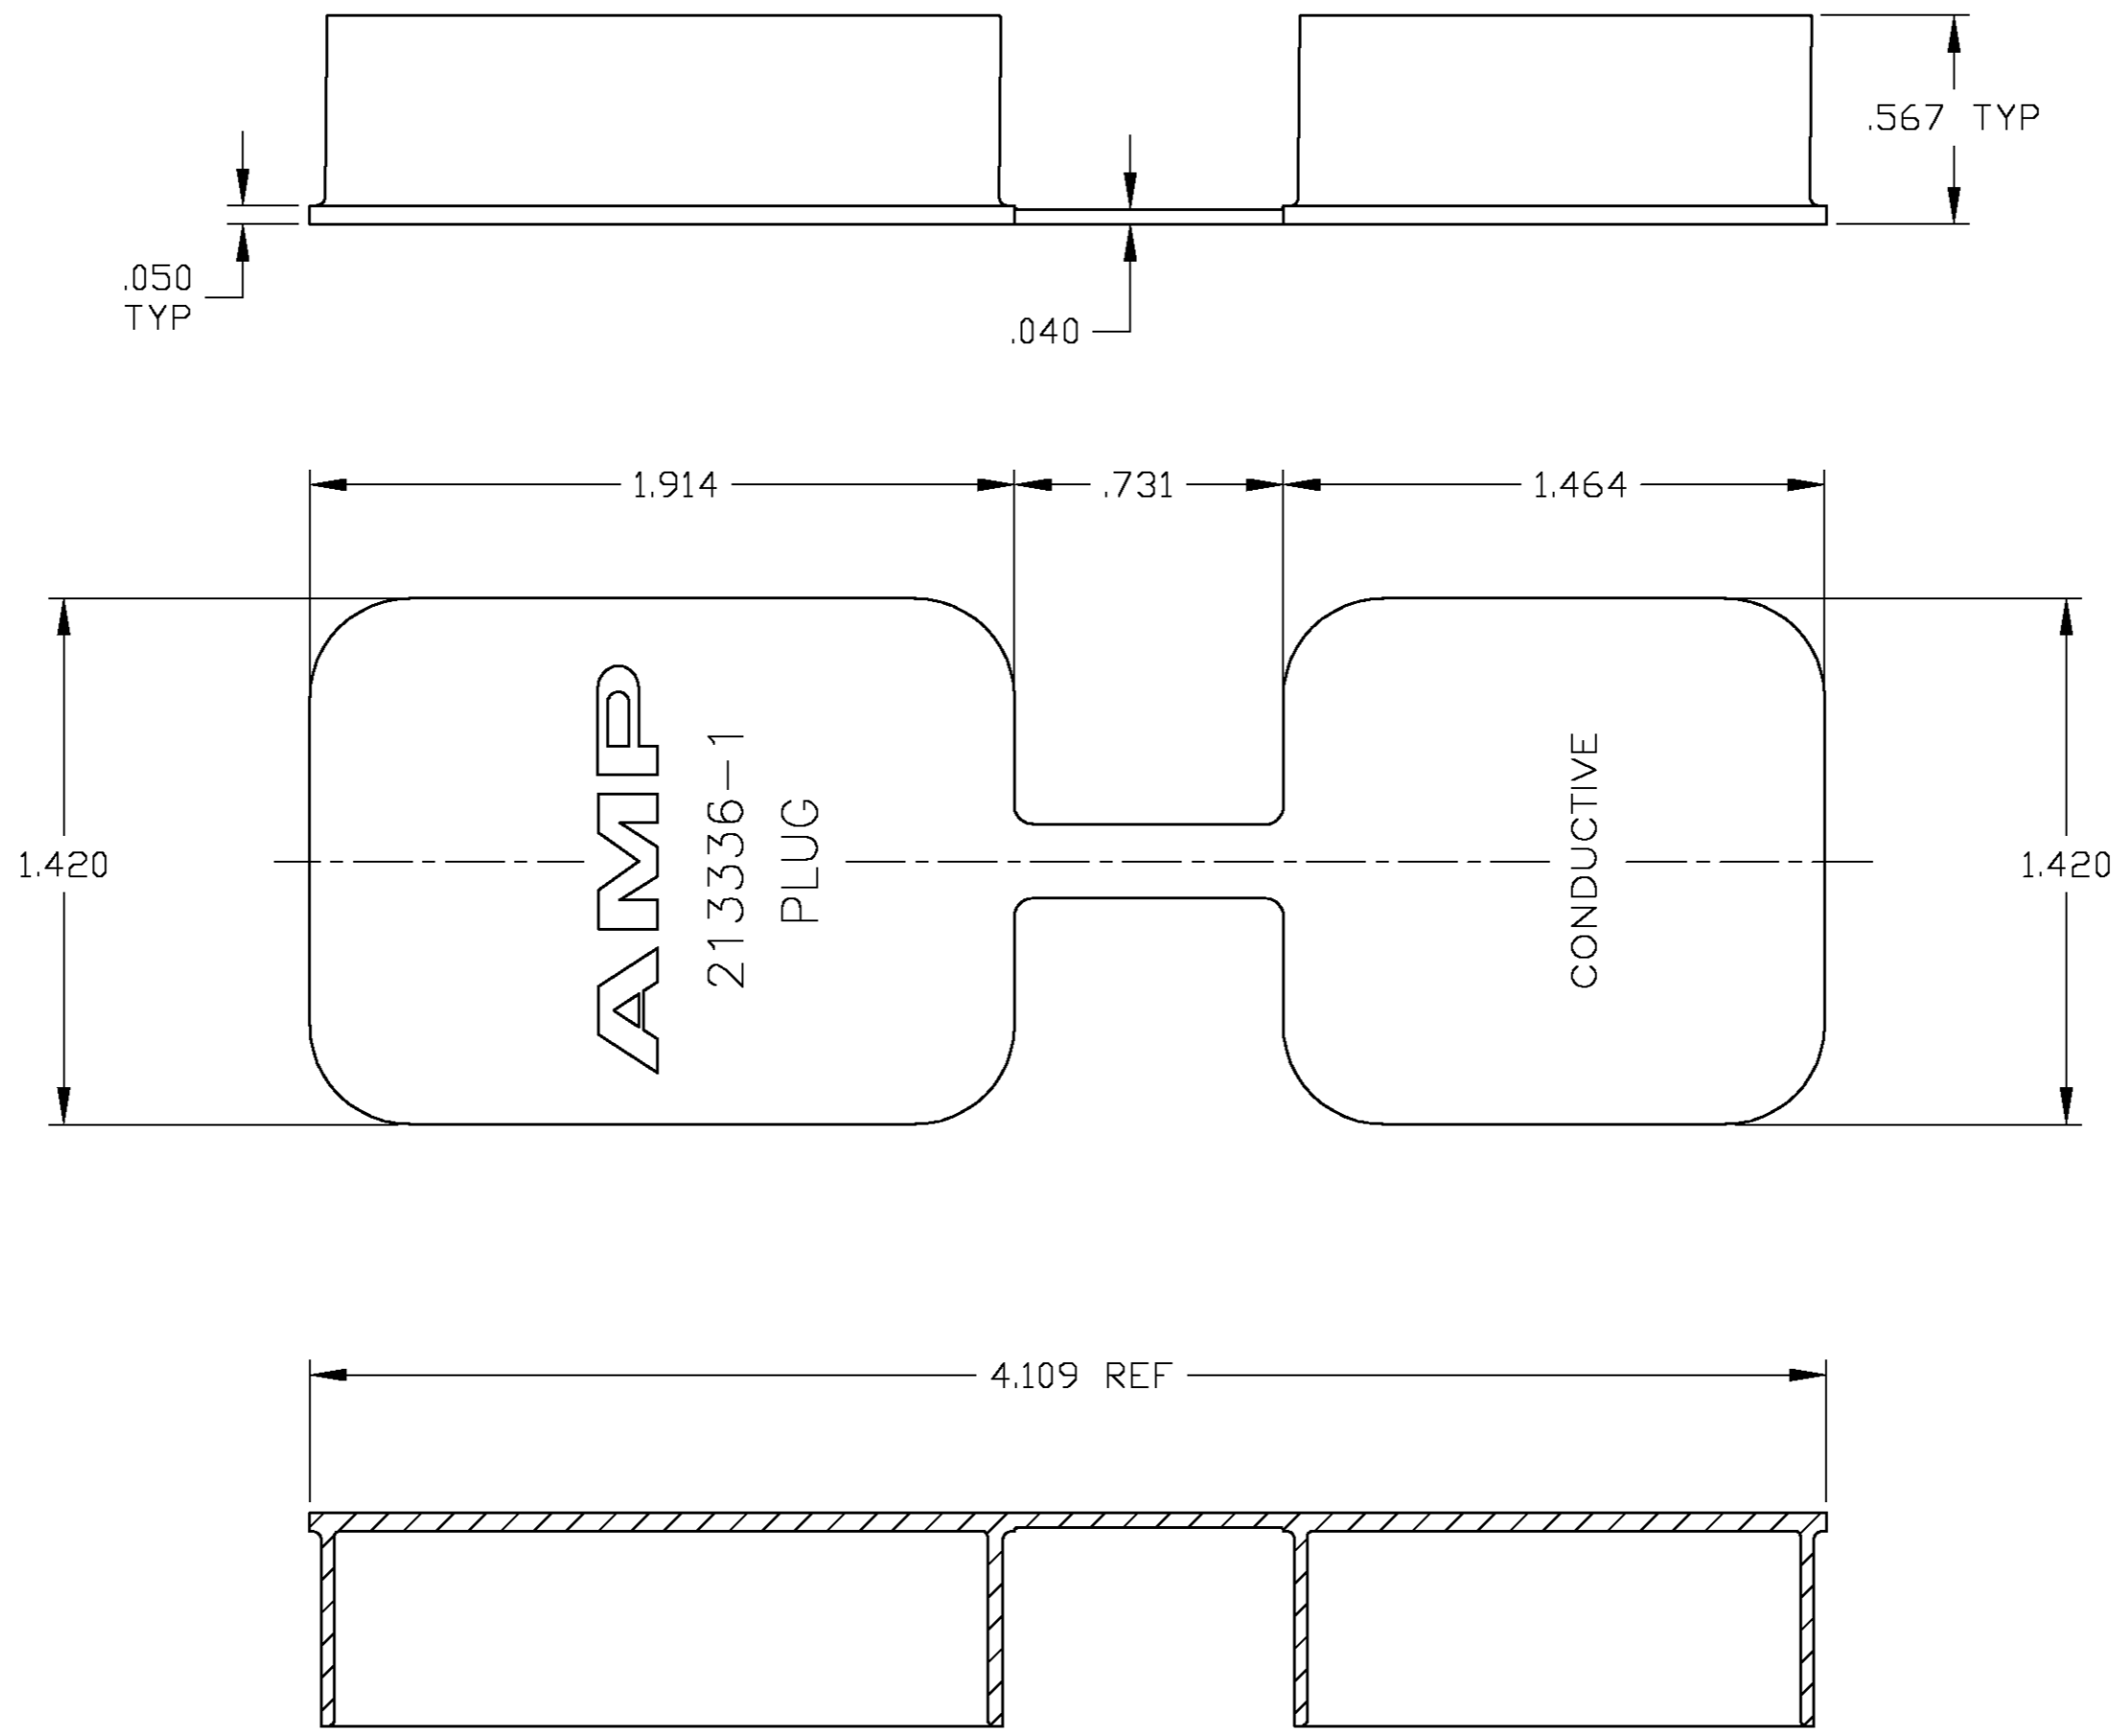 .567 TYP
.050
TYP
.040
1.914
.731
1.464
1.420
AMP
213336-1
PLUG
CONDUCTIVE
1.420
4.109 REF